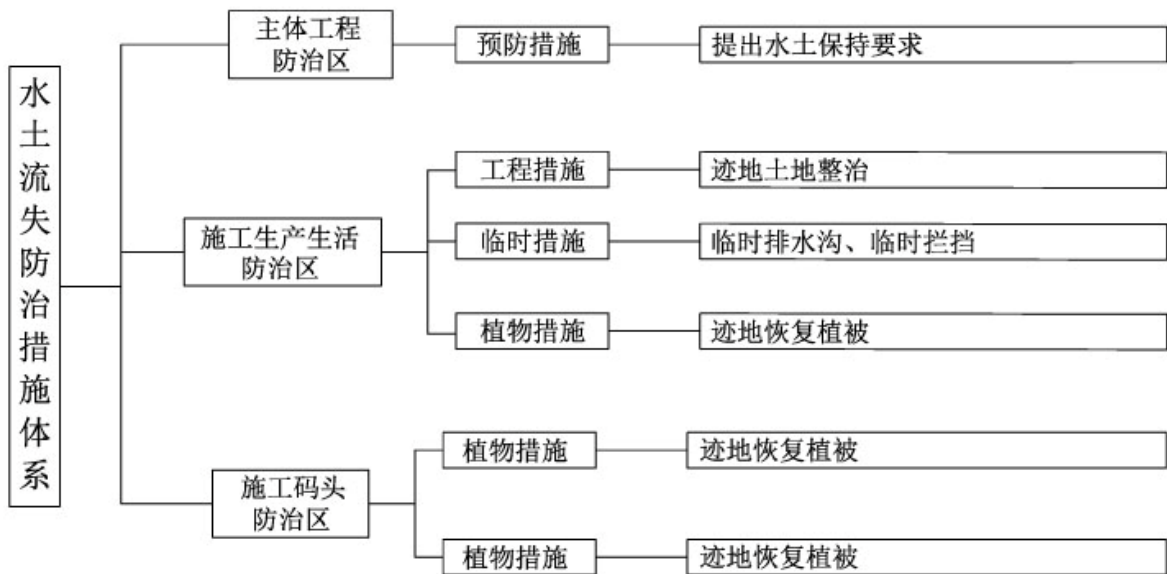 水土流失防治措施体系
主体工程
防治区
预防措施
提出水土保持要求
施工生产生活
防治区
工程措施
迹地土地整治
临时措施
临时排水沟、临时拦挡
植物措施
迹地恢复植被
施工码头
防治区
植物措施
迹地恢复植被
植物措施
迹地恢复植被